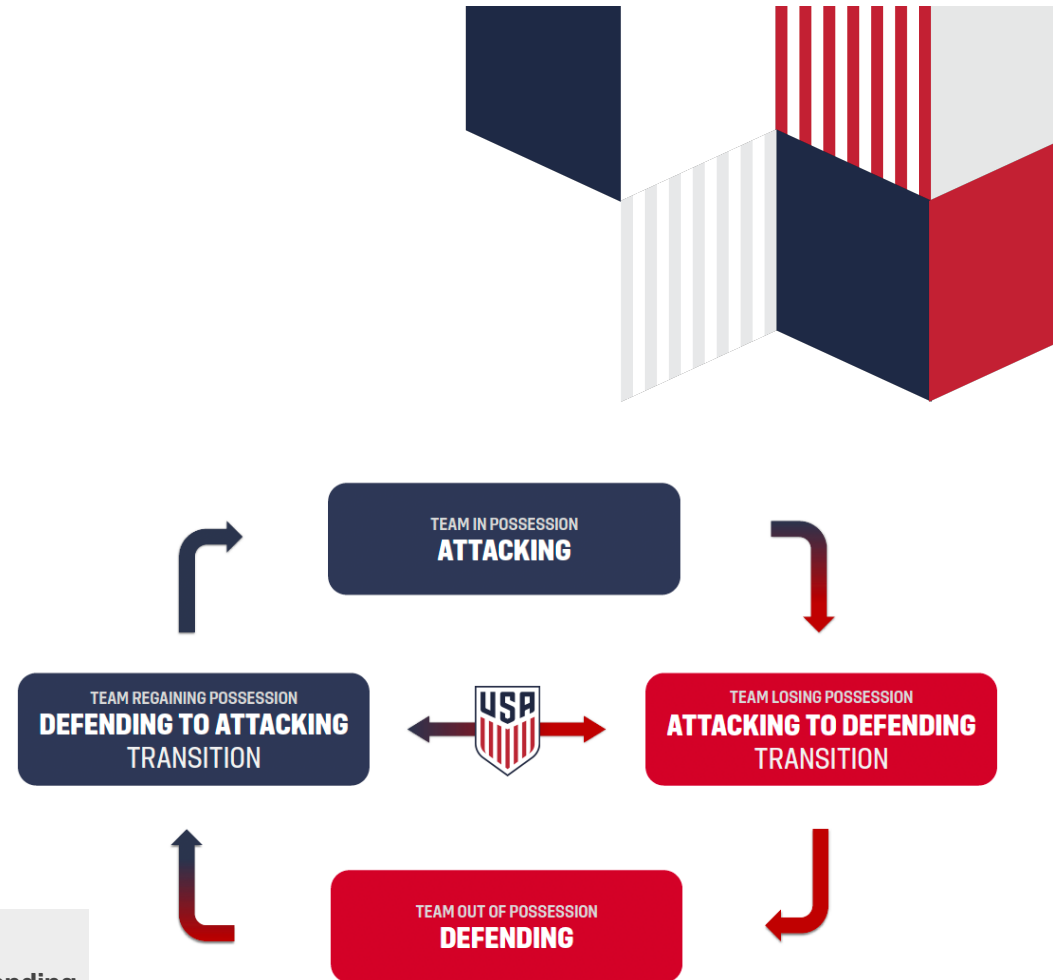 TEAM IN POSSESSION
ATTACKING
TEAM REGAINING POSSESSION
DEFENDING TO ATTACKING
TRANSITION
USA
TEAM LOSING POSSESSION
ATTACKING TO DEFENDING
TRANSITION
TEAM OUT OF POSSESSION
DEFENDING